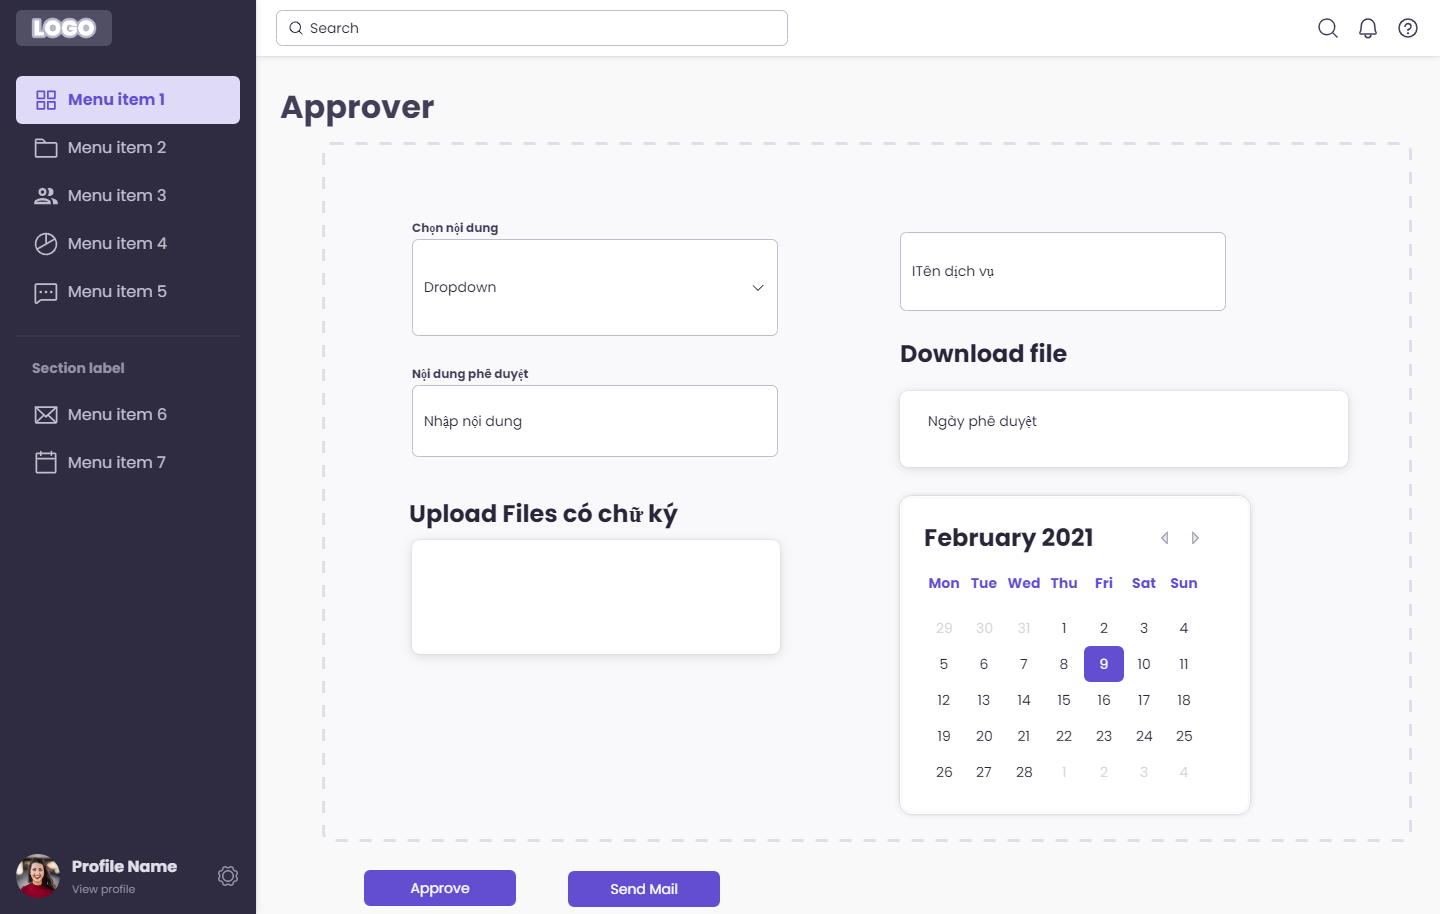 LOGO
Search
Menu item 1
Menu item 2
Menu item 3
Menu item 4
Menu item 5
Section label
Menu item 6
Menu item 7
Profile Name
View profile
Approver
Chọn nội dung
Dropdown
Nội dung phê duyệt
Nhập nội dung
Upload Files có chữ ký
ITên dịch vụ
Download file
Ngày phê duyệt
February 2021
Mon Tue Wed Thu Fri Sat Sun
29 30 31 1 2 3 4
5 6 7 8 9 10 11
12 13 14 15 16 17 18
19 20 21 22 23 24 25
26 27 28 1 2 3 4
Approve
Send Mail